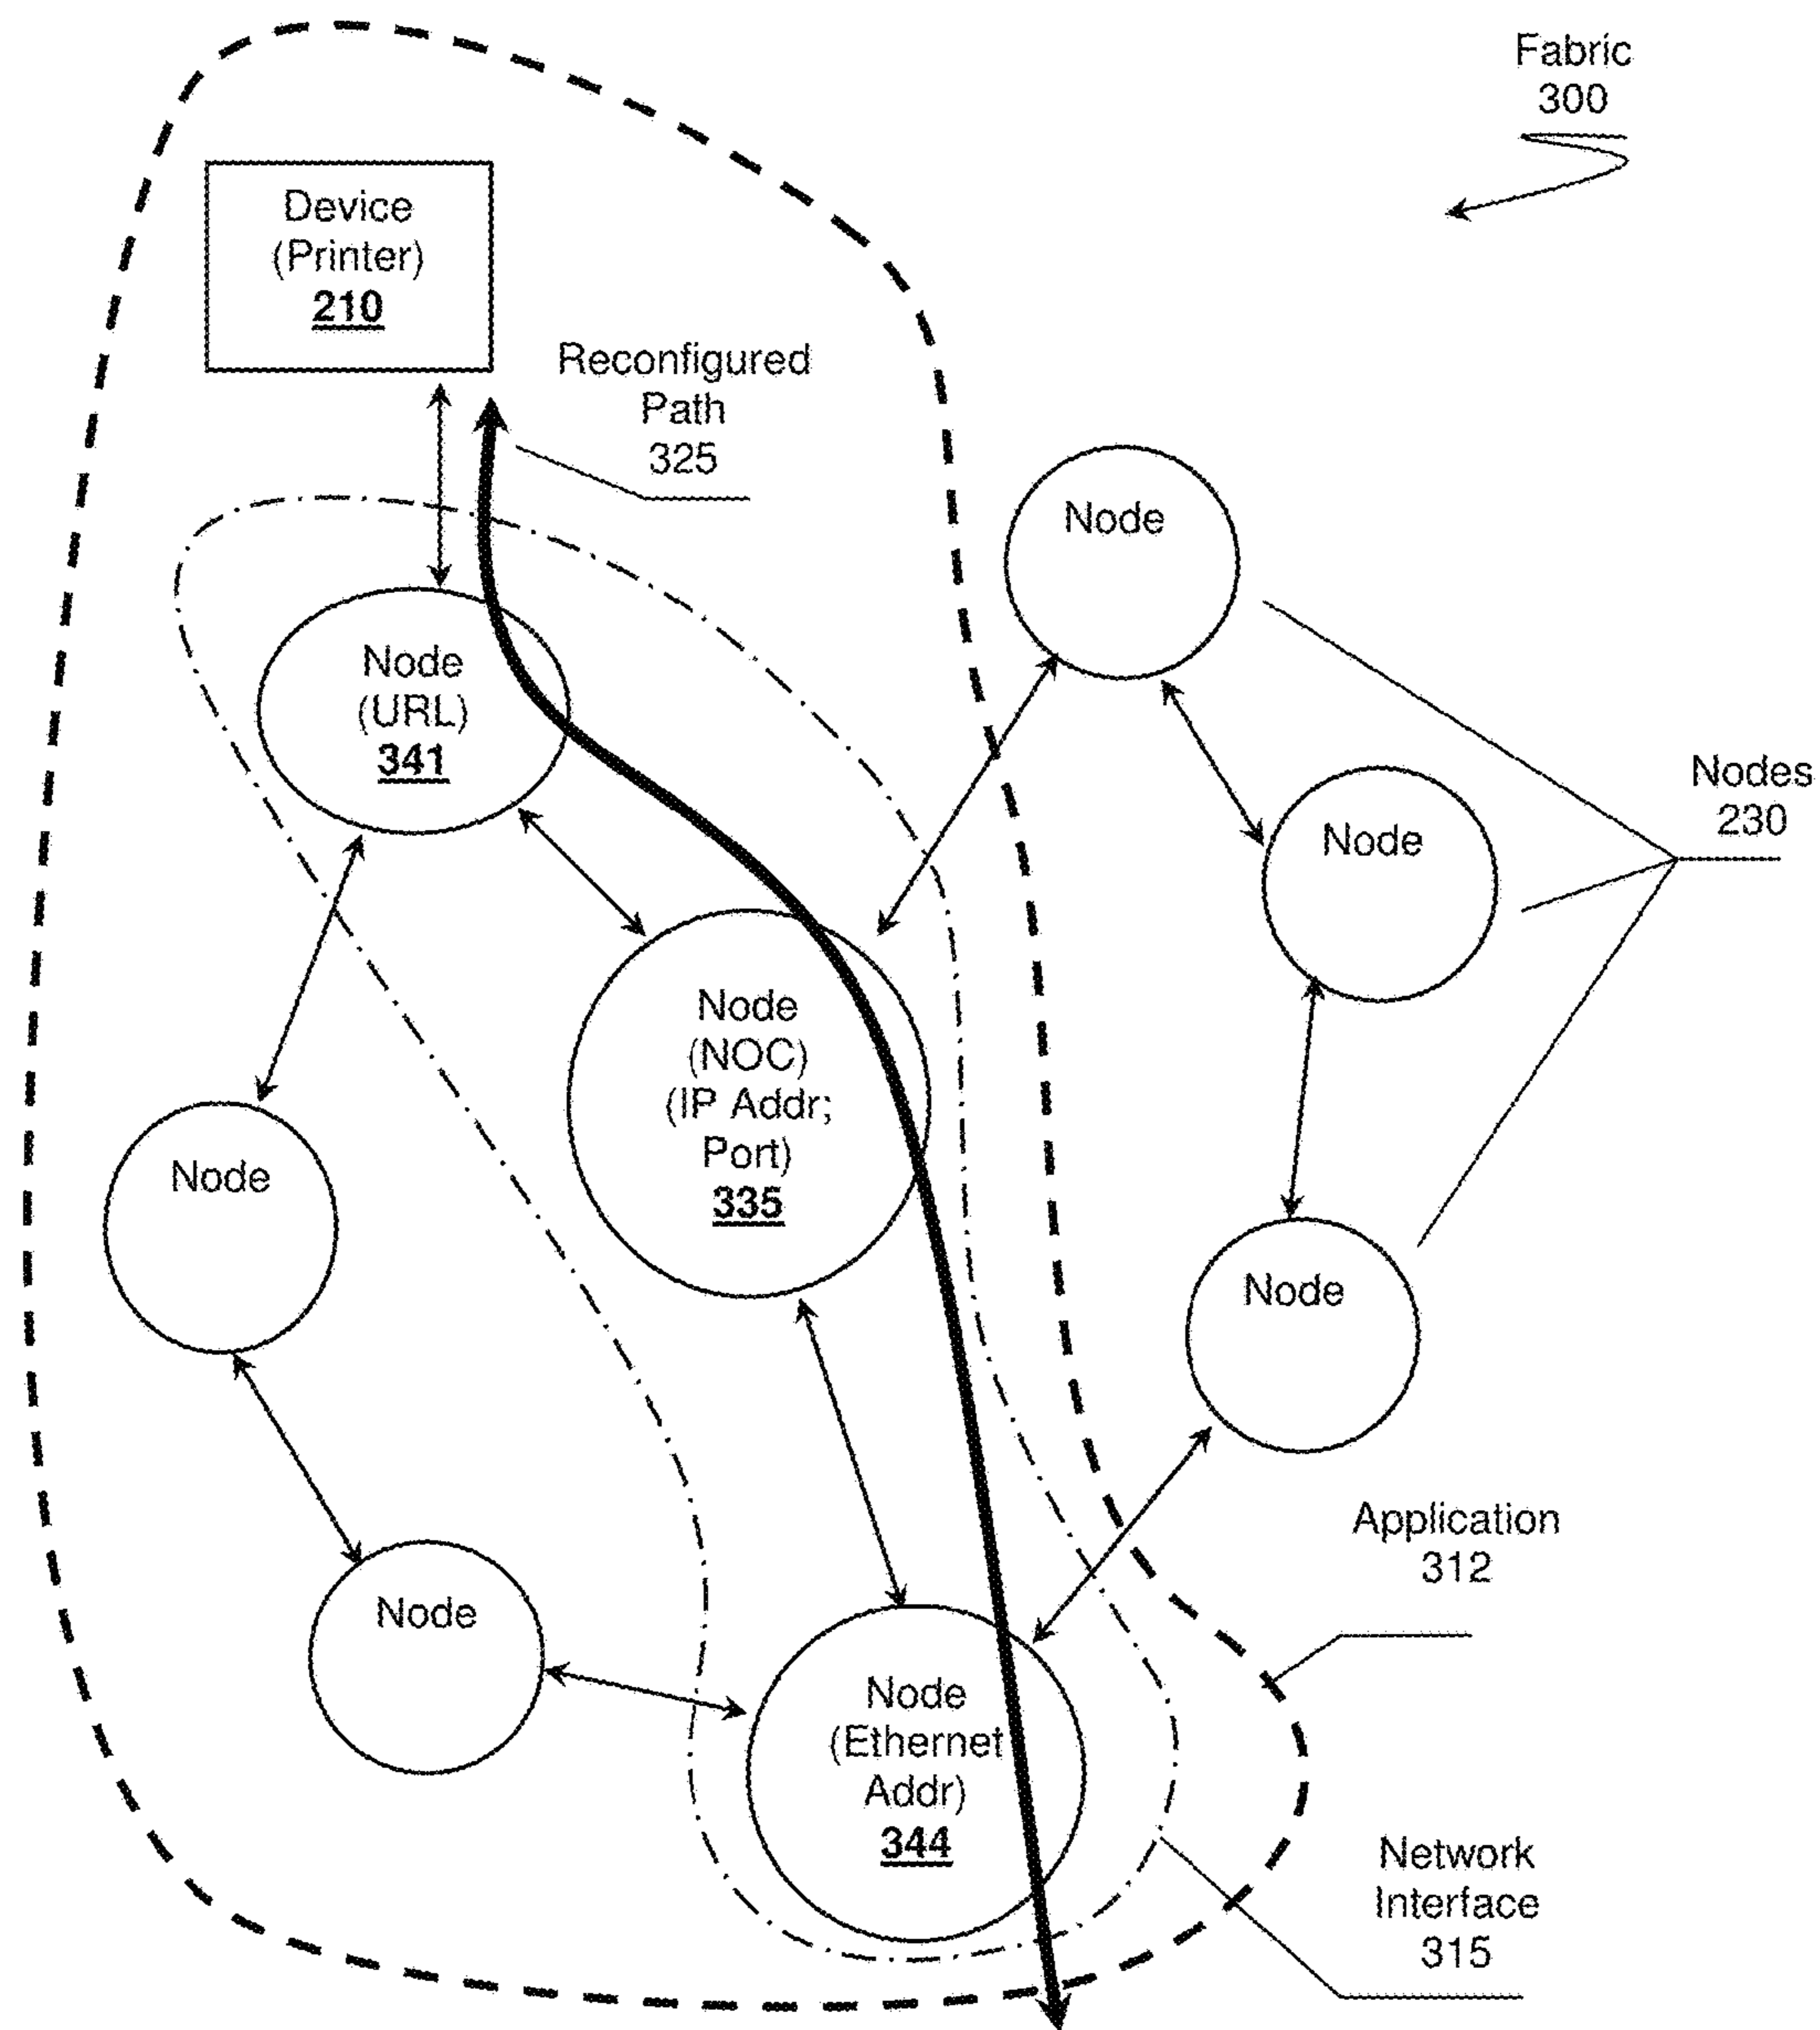 Fabric
300
Device
(Printer)
210
Reconfigured
Path
325
Node
Node
(URL)
341
Nodes
230
Node
Node
(NOC)
(IP Addr;
Port)
335
Node
Node
Application
312
Node
Node
(Ethernet
Addr)
344
Network
Interface
315